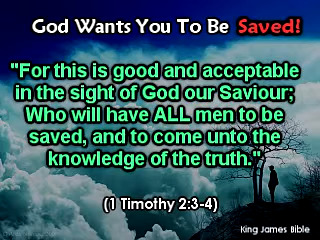 God Wants You To Be Saved!
"For this is good and acceptable
in the sight of God our Saviour;
Who will have ALL men to be
saved, and to come unto the
knowledge of the truth."
(1 Timothy 2:3-4)
King James Bible